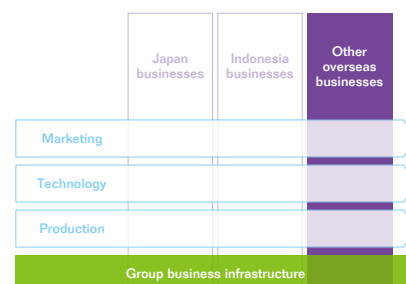 Japan
businesses
Indonesia
businesses
Other
overseas
businesses
Marketing
Technology
Production
Group business infrastructure